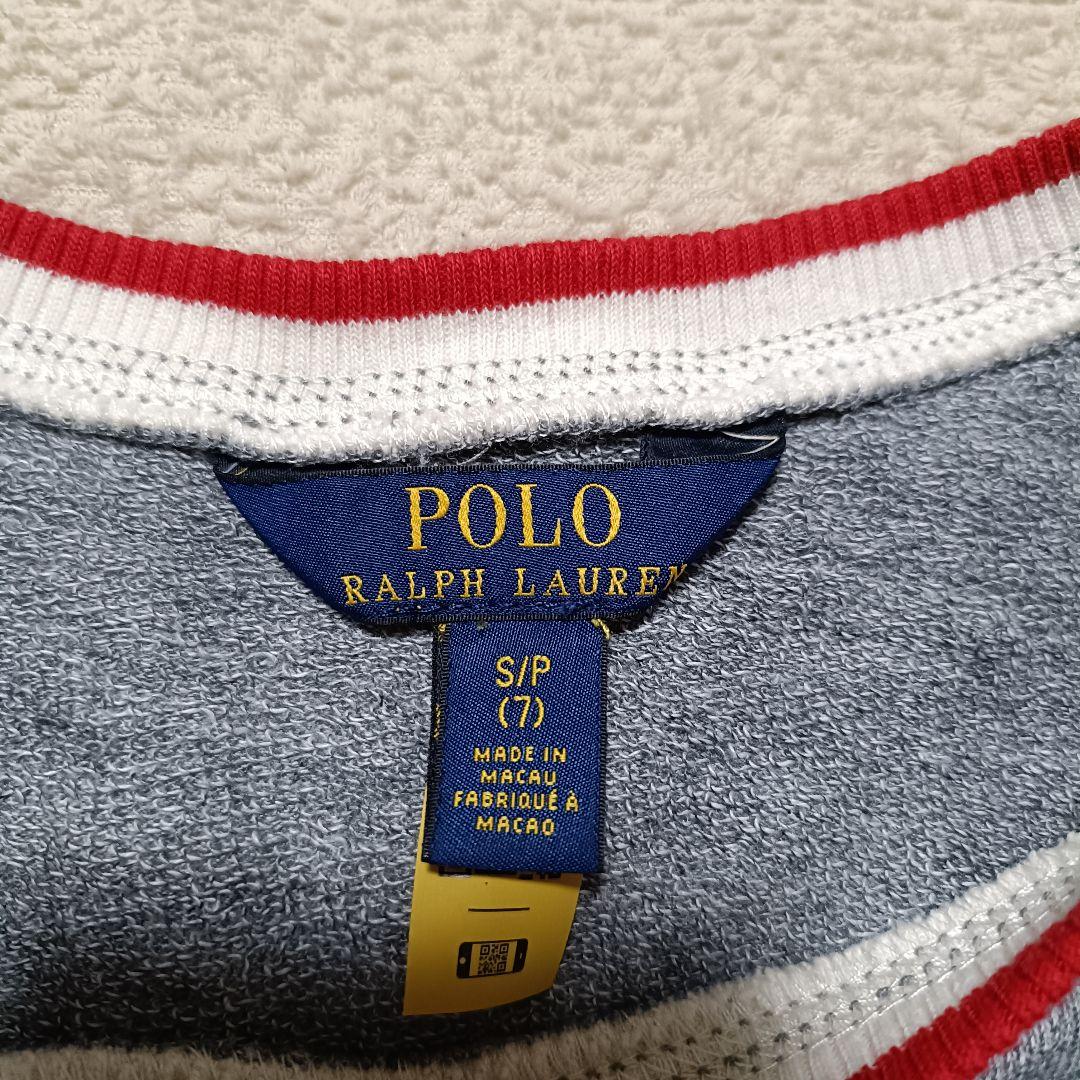 POLO
RALPH LAUREN
S/P
(7)
MADE IN
MACAU
FABRIQUÉ À
MACAO